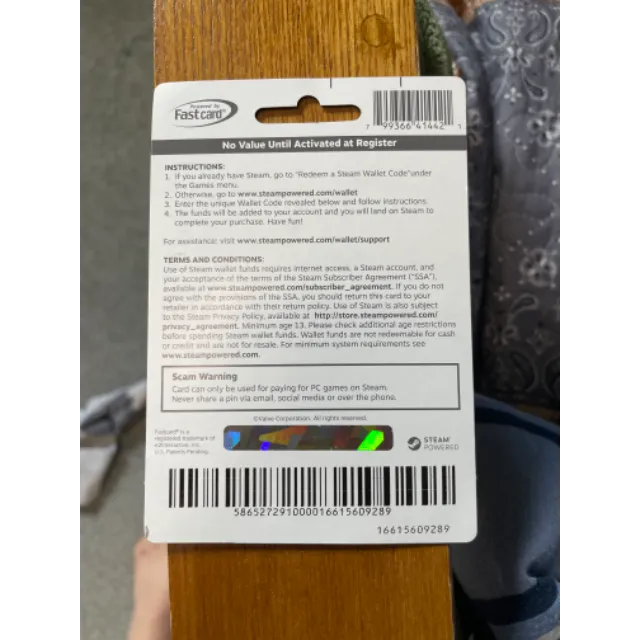 Powered by
Fastcard™
7 99366 41442 1
No Value Until Activated at Register
INSTRUCTIONS:
1. If you already have Steam, go to "Redeem a Steam Wallet Code"under
the Games menu.
2. Otherwise, go to www.steampowered.com/wallet
3. Enter the unique Wallet Code revealed below and follow instructions.
4. The funds will be added to your account and you will land on Steam to
complete your purchase. Have fun!
For assistance: visit www.steampowered.com/wallet/support
TERMS AND CONDITIONS:
Use of Steam wallet funds requires internet access, a Steam account, and
your acceptance of the terms of the Steam Subscriber Agreement ("SSA"),
available at www.steampowered.com/subscriber_agreement. If you do not
agree with the provisions of the SSA, you should return this card to your
retailer in accordance with their return policy. Use of Steam is also subject
to the Steam Privacy Policy, available at http://store.steampowered.com/
privacy_agreement. Minimum age 13. Please check additional age restrictions
before spending Steam wallet funds. Wallet funds are not redeemable for cash
or credit and are not for resale. For minimum system requirements see
www.steampowered.com.
Scam Warning
Card can only be used for paying for PC games on Steam.
Never share a pin via email, social media or over the phone.
©Valve Corporation. All rights reserved.
Fastcard® is a
registered trademark of
e2interactive, Inc.
U.S. Patents Pending.
STEAM™
POWERED
586527291000016615609289
16615609289